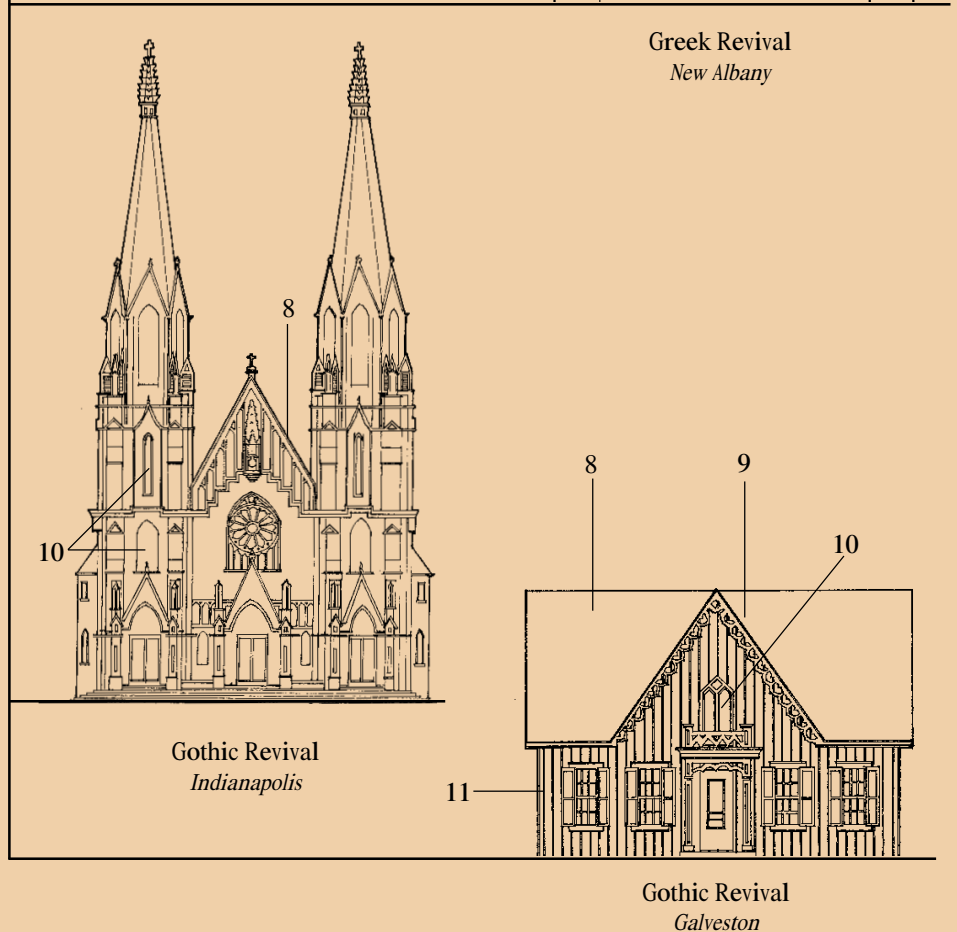 Greek Revival
New Albany
8
10
Gothic Revival
Indianapolis
8
9
10
11
Gothic Revival
Galveston